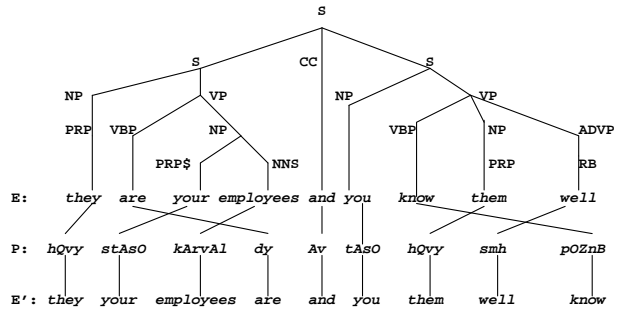 S
S CC S
NP VP NP VP
PRP VBP NP VBP NP ADVP
PRP$ NNS PRP RB
E: they are your employees and you know them well
P: hQvy stAsO kArvAl dy Av tAsO hQvy smh pOZnB
E': they your employees are and you them well know